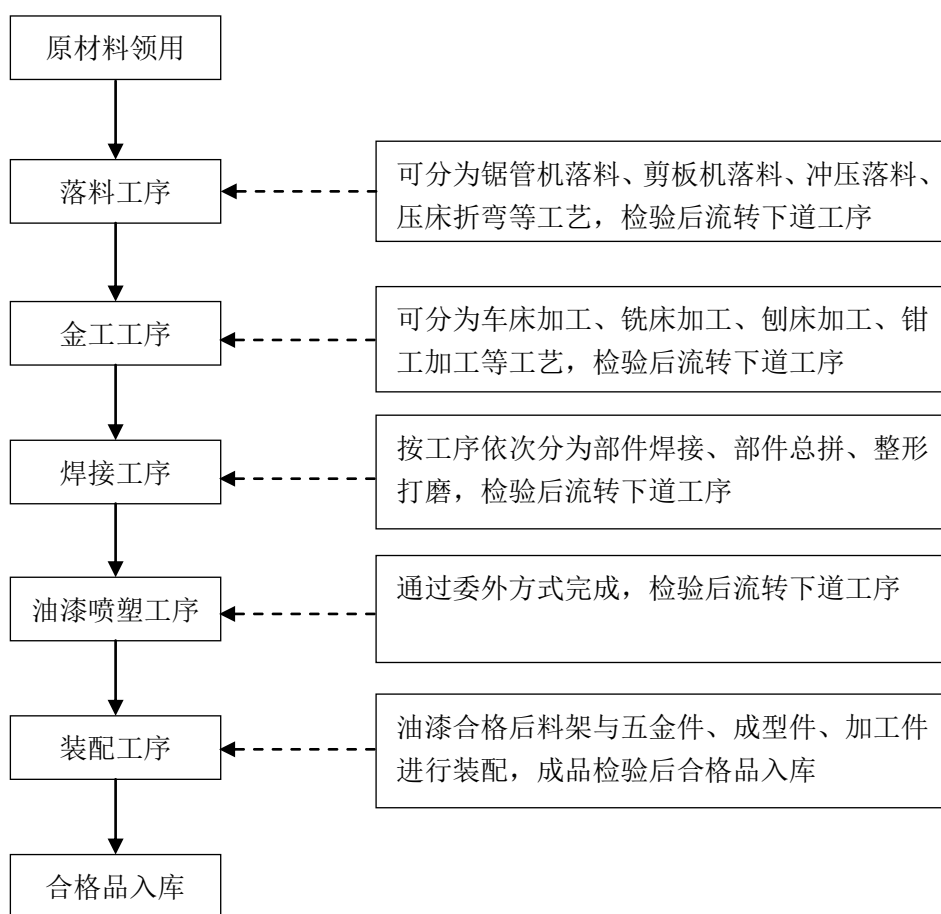 原材料领用
落料工序
可分为锯管机落料、剪板机落料、冲压落料、
压床折弯等工艺，检验后流转下道工序
金工工序
可分为车床加工、铣床加工、刨床加工、钳
工加工等工艺，检验后流转下道工序
焊接工序
按工序依次分为部件焊接、部件总拼、整形
打磨，检验后流转下道工序
油漆喷塑工序
通过委外方式完成，检验后流转下道工序
装配工序
油漆合格后料架与五金件、成型件、加工件
进行装配，成品检验后合格品入库
合格品入库